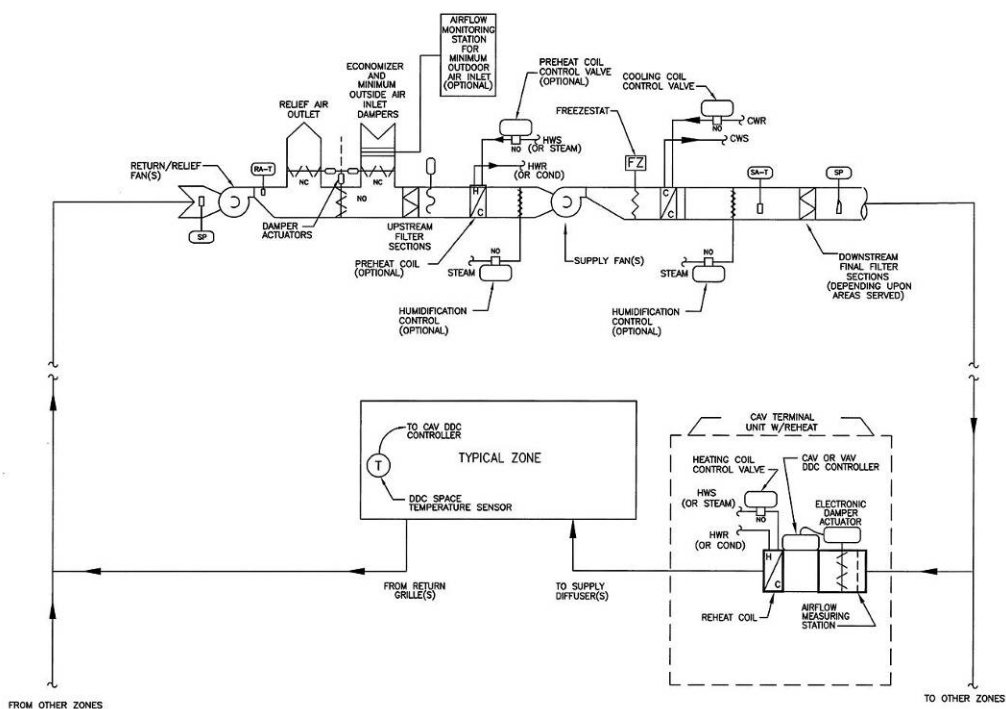 AIRFLOW
MONITORING
STATION
FOR
MINIMUM
OUTDOOR
AIR INLET
(OPTIONAL)
ECONOMIZER
AND MINIMUM
OUTSIDE AIR
INLET
DAMPERS
RELIEF AIR
OUTLET
PREHEAT COIL
CONTROL VALVE
(OPTIONAL)
COOLING COIL
CONTROL VALVE
FREEZESTAT
NO
HWS
(OR STEAM)
HWR
(OR COND)
NO
CWR
CWS
RETURN/RELIEF
FAN(S)
RA-T
NC
NC
NO
FZ
H
C
C
C
SA-T
SP
SP
DAMPER
ACTUATORS
UPSTREAM
FILTER
SECTIONS
PREHEAT COIL
(OPTIONAL)
STEAM
NO
HUMIDIFICATION
CONTROL
(OPTIONAL)
SUPPLY FAN(S)
STEAM
NO
HUMIDIFICATION
CONTROL
(OPTIONAL)
DOWNSTREAM
FINAL FILTER
SECTIONS
(DEPENDING UPON
AREAS SERVED)
TO CAV DDC
CONTROLLER
T
TYPICAL ZONE
DDC SPACE
TEMPERATURE SENSOR
CAV TERMINAL
UNIT W/REHEAT
HEATING COIL
CONTROL VALVE
CAV OR VAV
DDC CONTROLLER
HWS
(OR STEAM)
NO
HWR
(OR COND)
ELECTRONIC
DAMPER
ACTUATOR
H
C
REHEAT COIL
AIRFLOW
MEASURING
STATION
FROM RETURN
GRILLE(S)
TO SUPPLY
DIFFUSER(S)
FROM OTHER ZONES
TO OTHER ZONES